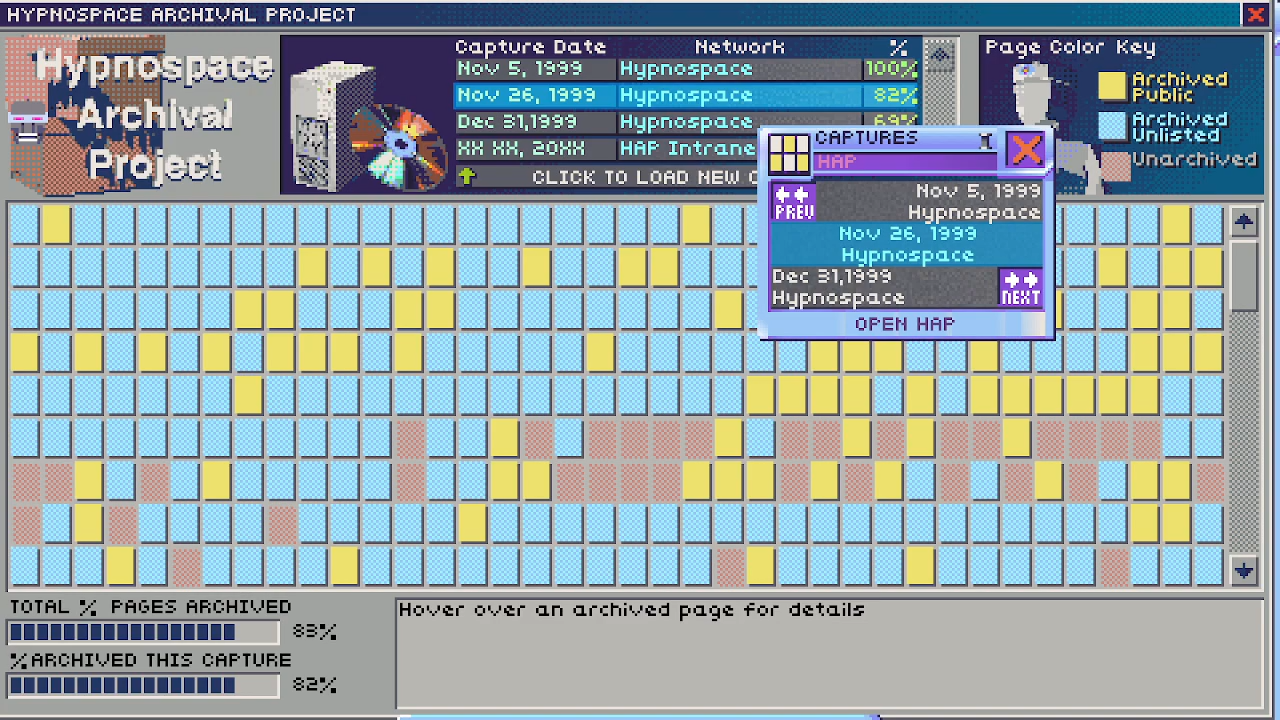 HYPNOSPACE ARCHIVAL PROJECT
Hypnospace
Archival
Project
Capture Date Network %
Nov 5, 1999 Hypnospace 100%
Nov 26, 1999 Hypnospace 82%
Dec 31,1999 Hypnospace 69%
XX XX, 20XX HAP Intrane
CLICK TO LOAD NEW C
Page Color Key
Archived
Public
Archived
Unlisted
Unarchived
CAPTURES
HAP
PREV
Nov 5, 1999
Hypnospace
Nov 26, 1999
Hypnospace
Dec 31,1999
Hypnospace
NEXT
OPEN HAP
TOTAL % PAGES ARCHIVED
83%
%ARCHIVED THIS CAPTURE
82%
Hover over an archived page for details